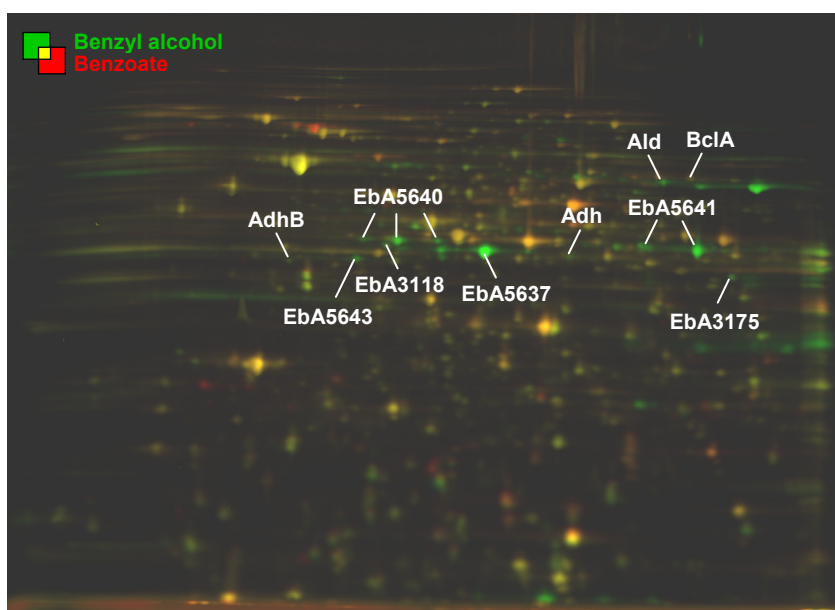 Benzyl alcohol
Benzoate
Ald
BclA
EbA5640
EbA5641
AdhB
Adh
EbA3118
EbA5637
EbA5643
EbA3175